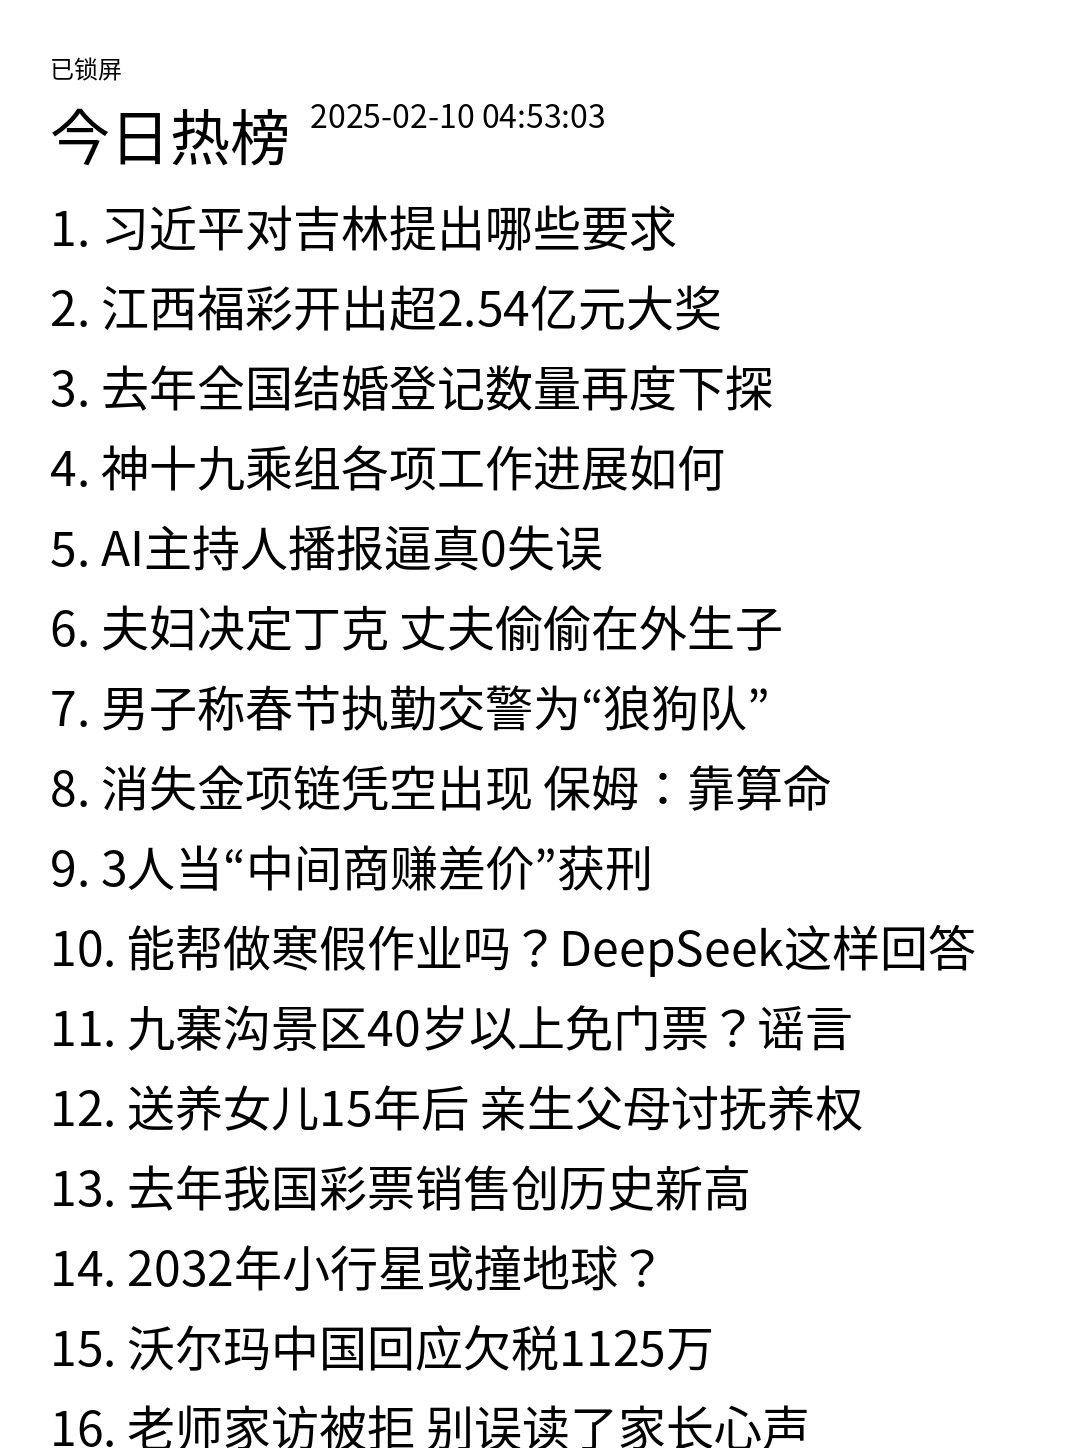 已锁屏
今日热榜 2025-02-10 04:53:03
1. 习近平对吉林提出哪些要求
2. 江西福彩开出超2.54亿元大奖
3. 去年全国结婚登记数量再度下探
4. 神十九乘组各项工作进展如何
5. AI主持人播报逼真0失误
6. 夫妇决定丁克 丈夫偷偷在外生子
7. 男子称春节执勤交警为“狼狗队”
8. 消失金项链凭空出现 保姆：靠算命
9. 3人当“中间商赚差价”获刑
10. 能帮做寒假作业吗？DeepSeek这样回答
11. 九寨沟景区40岁以上免门票？谣言
12. 送养女儿15年后 亲生父母讨抚养权
13. 去年我国彩票销售创历史新高
14. 2032年小行星或撞地球？
15. 沃尔玛中国回应欠税1125万
16. 老师家访被拒 别误读了家长心声